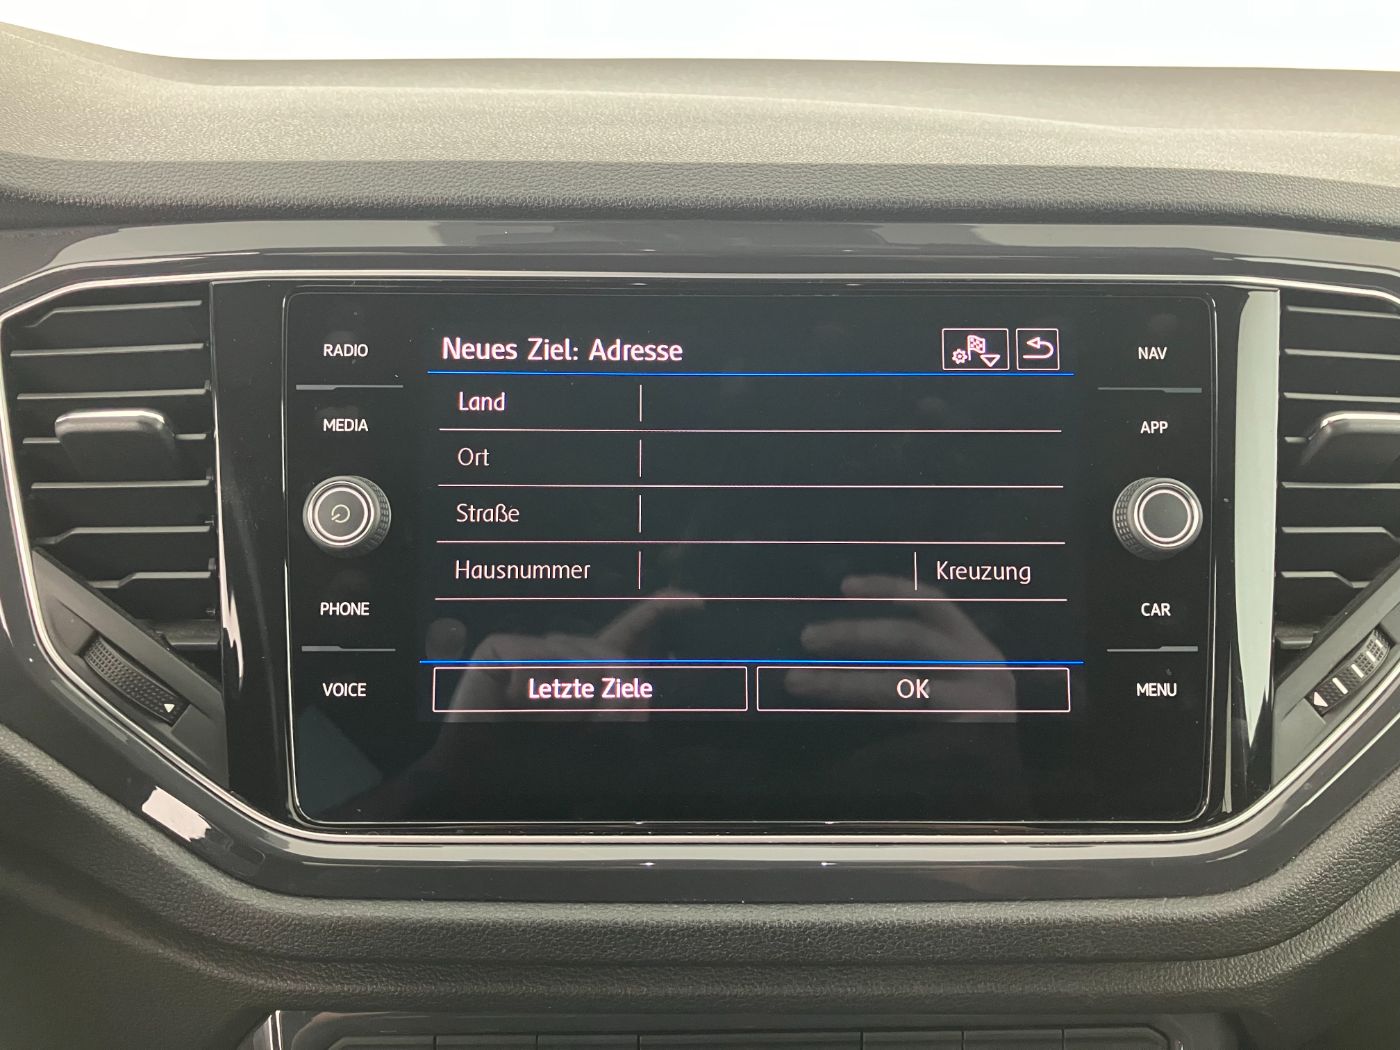 RADIO
MEDIA
PHONE
VOICE
Neues Ziel: Adresse
Land
Ort
Straße
Hausnummer Kreuzung
Letzte Ziele OK
NAV
APP
CAR
MENU